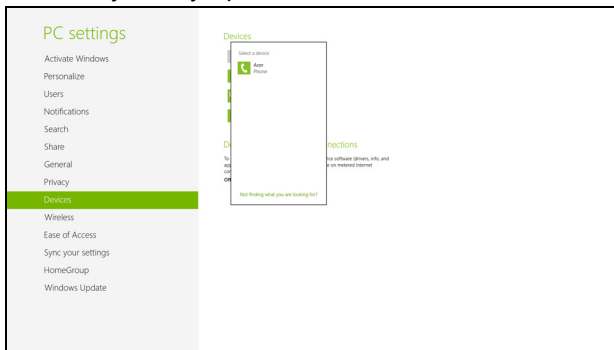 PC settings
Activate Windows
Personalize
Users
Notifications
Search
Share
General
Privacy
Devices
Wireless
Ease of Access
Sync your settings
HomeGroup
Windows Update
Devices
Select a device
Acer
Phone
Not finding what you are looking for?
nections
ice software (drivers, info, and
e on metered Internet